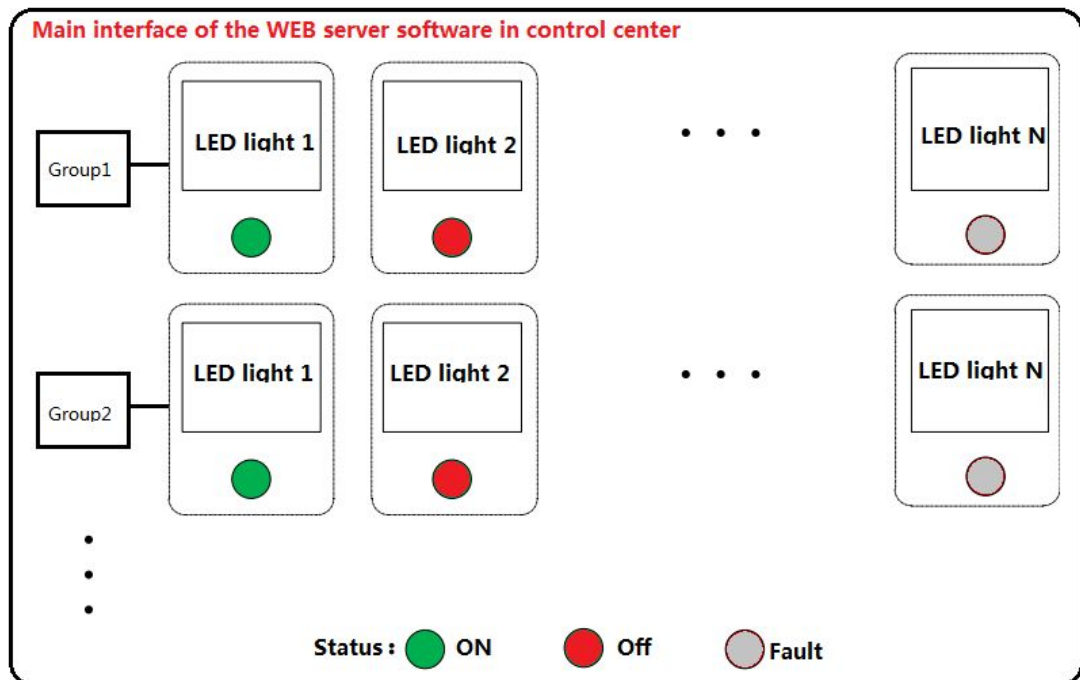 Main interface of the WEB server software in control center
Group1
LED light 1
LED light 2
LED light N
Group2
LED light 1
LED light 2
LED light N
Status: ON Off Fault